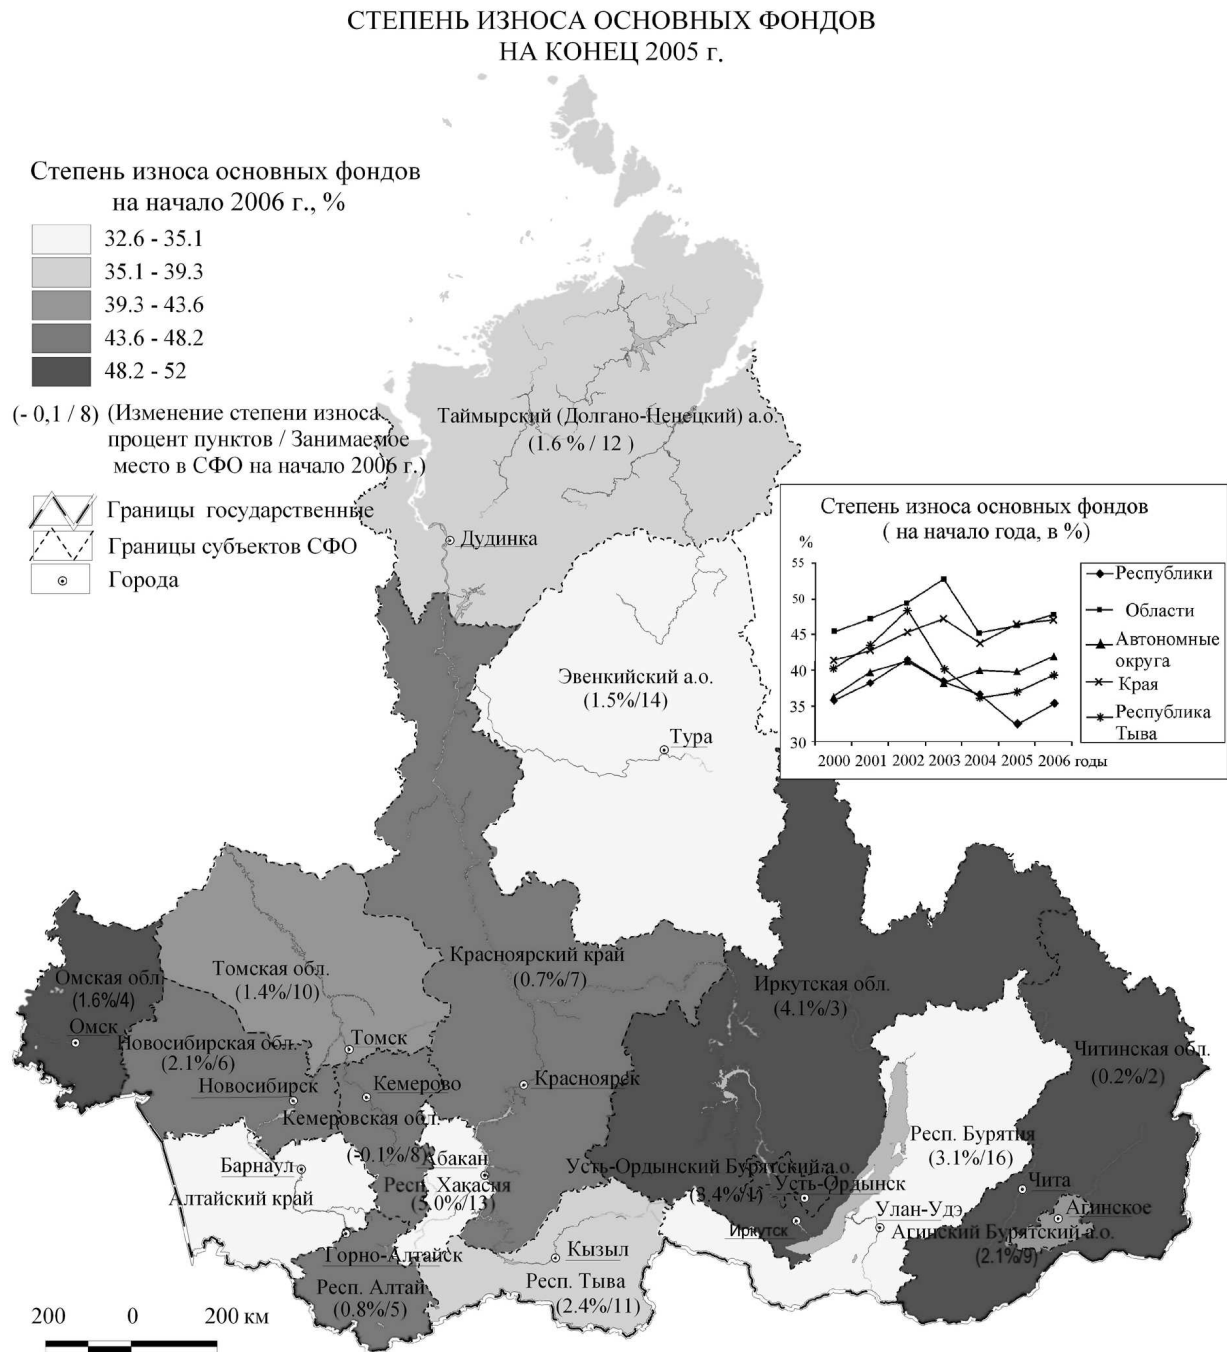 СТЕПЕНЬ ИЗНОСА ОСНОВНЫХ ФОНДОВ
НА КОНЕЦ 2005 г.
Степень износа основных фондов
на начало 2006 г., %
32.6 - 35.1
35.1 - 39.3
39.3 - 43.6
43.6 - 48.2
48.2 - 52
(- 0,1 / 8) (Изменение степени износа
процент пунктов / Занимаемое
место в СФО на начало 2006 г.)
Границы государственные
Границы субъектов СФО
Города
Таймырский (Долгано-Ненецкий) а.о.
(1.6 % / 12 )
Дудинка
Степень износа основных фондов
( на начало года, в %)
%
55
50
45
40
35
30
2000 2001 2002 2003 2004 2005 2006 годы
Республики
Области
Автономные
округа
Края
Республика
Тыва
Эвенкийский а.о.
(1.5%/14)
Тура
Красноярский край
(0.7%/7)
Томская обл.
(1.4%/10)
Омская обл.
(1.6%/4)
Омск
Иркутская обл.
(4.1%/3)
Новосибирская обл.
(2.1%/6)
Томск
Читинская обл.
(0.2%/2)
Новосибирск
Кемерово
Красноярск
Кемеровская обл.
(-0.1%/8)
Респ. Бурятия
(3.1%/16)
Барнаул
Абакан
Алтайский край
Респ. Хакасия
(5.0%/13)
Усть-Ордынский Бурятский а.о.
(3.4%/1)
Усть-Ордынск
Чита
Иркутск
Улан-Удэ
Агинское
Агинский Бурятский а.о.
(2.1%/9)
Горно-Алтайск
Кызыл
Респ. Алтай
(0.8%/5)
Респ. Тыва
(2.4%/11)
200 0 200 км